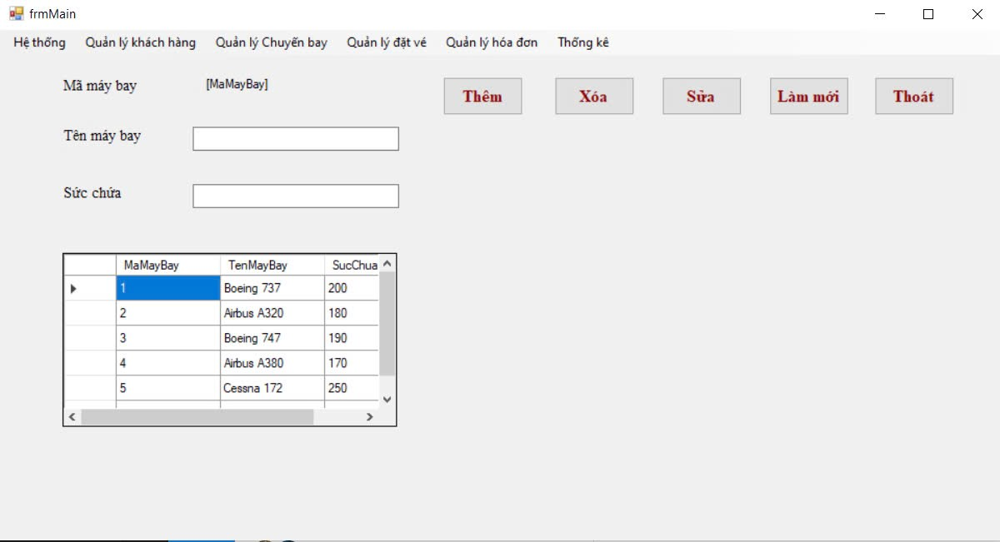 frmMain
Hệ thống Quản lý khách hàng Quản lý Chuyến bay Quản lý đặt vé Quản lý hóa đơn Thống kê
Mã máy bay [MaMayBay] Thêm Xóa Sửa Làm mới Thoát
Tên máy bay
Sức chứa
MaMayBay TenMayBay SucChua
1 Boeing 737 200
2 Airbus A320 180
3 Boeing 747 190
4 Airbus A380 170
5 Cessna 172 250